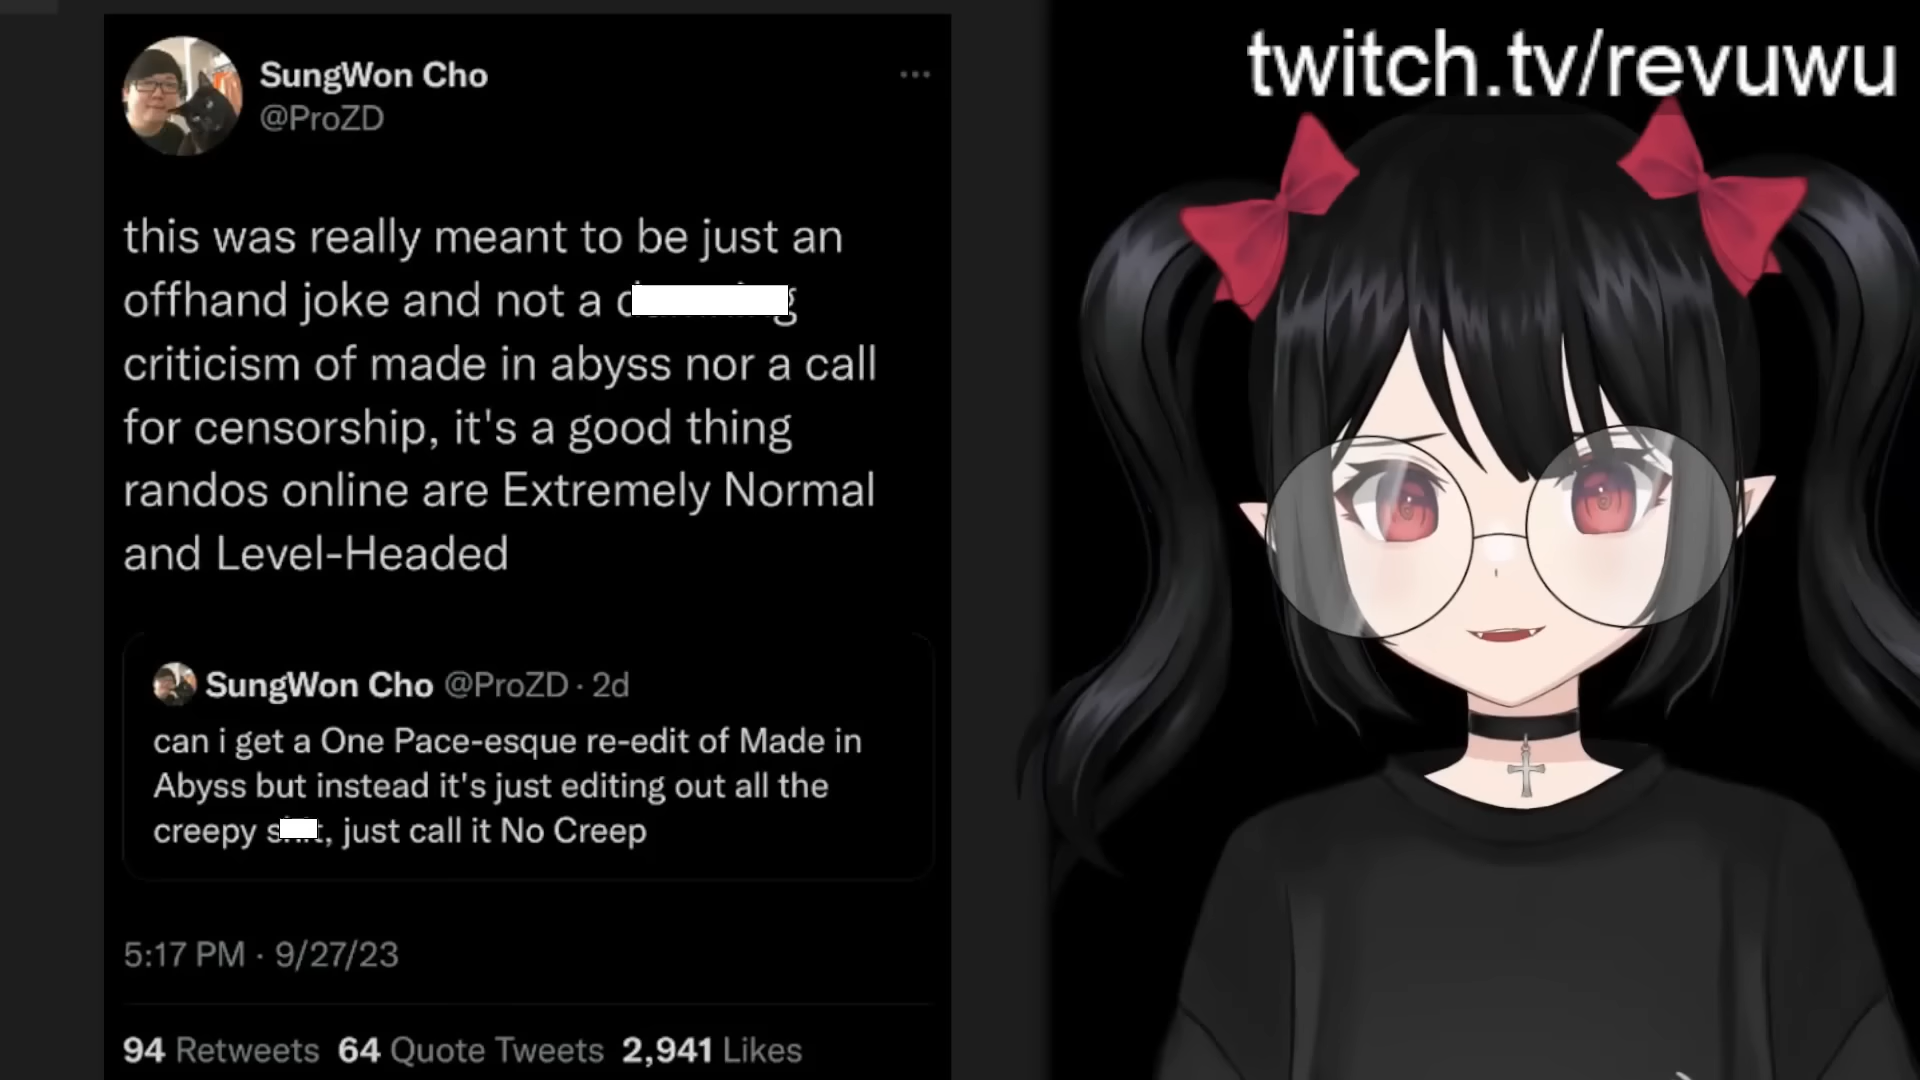 twitch.tv/revuwu
SungWon Cho
@ProZD
this was really meant to be just an
offhand joke and not a
criticism of made in abyss nor a call
for censorship, it's a good thing
randos online are Extremely Normal
and Level-Headed
SungWon Cho @ProZD · 2d
can i get a One Pace-esque re-edit of Made in
Abyss but instead it's just editing out all the
creepy , just call it No Creep
5:17 PM · 9/27/23
94 Retweets 64 Quote Tweets 2,941 Likes